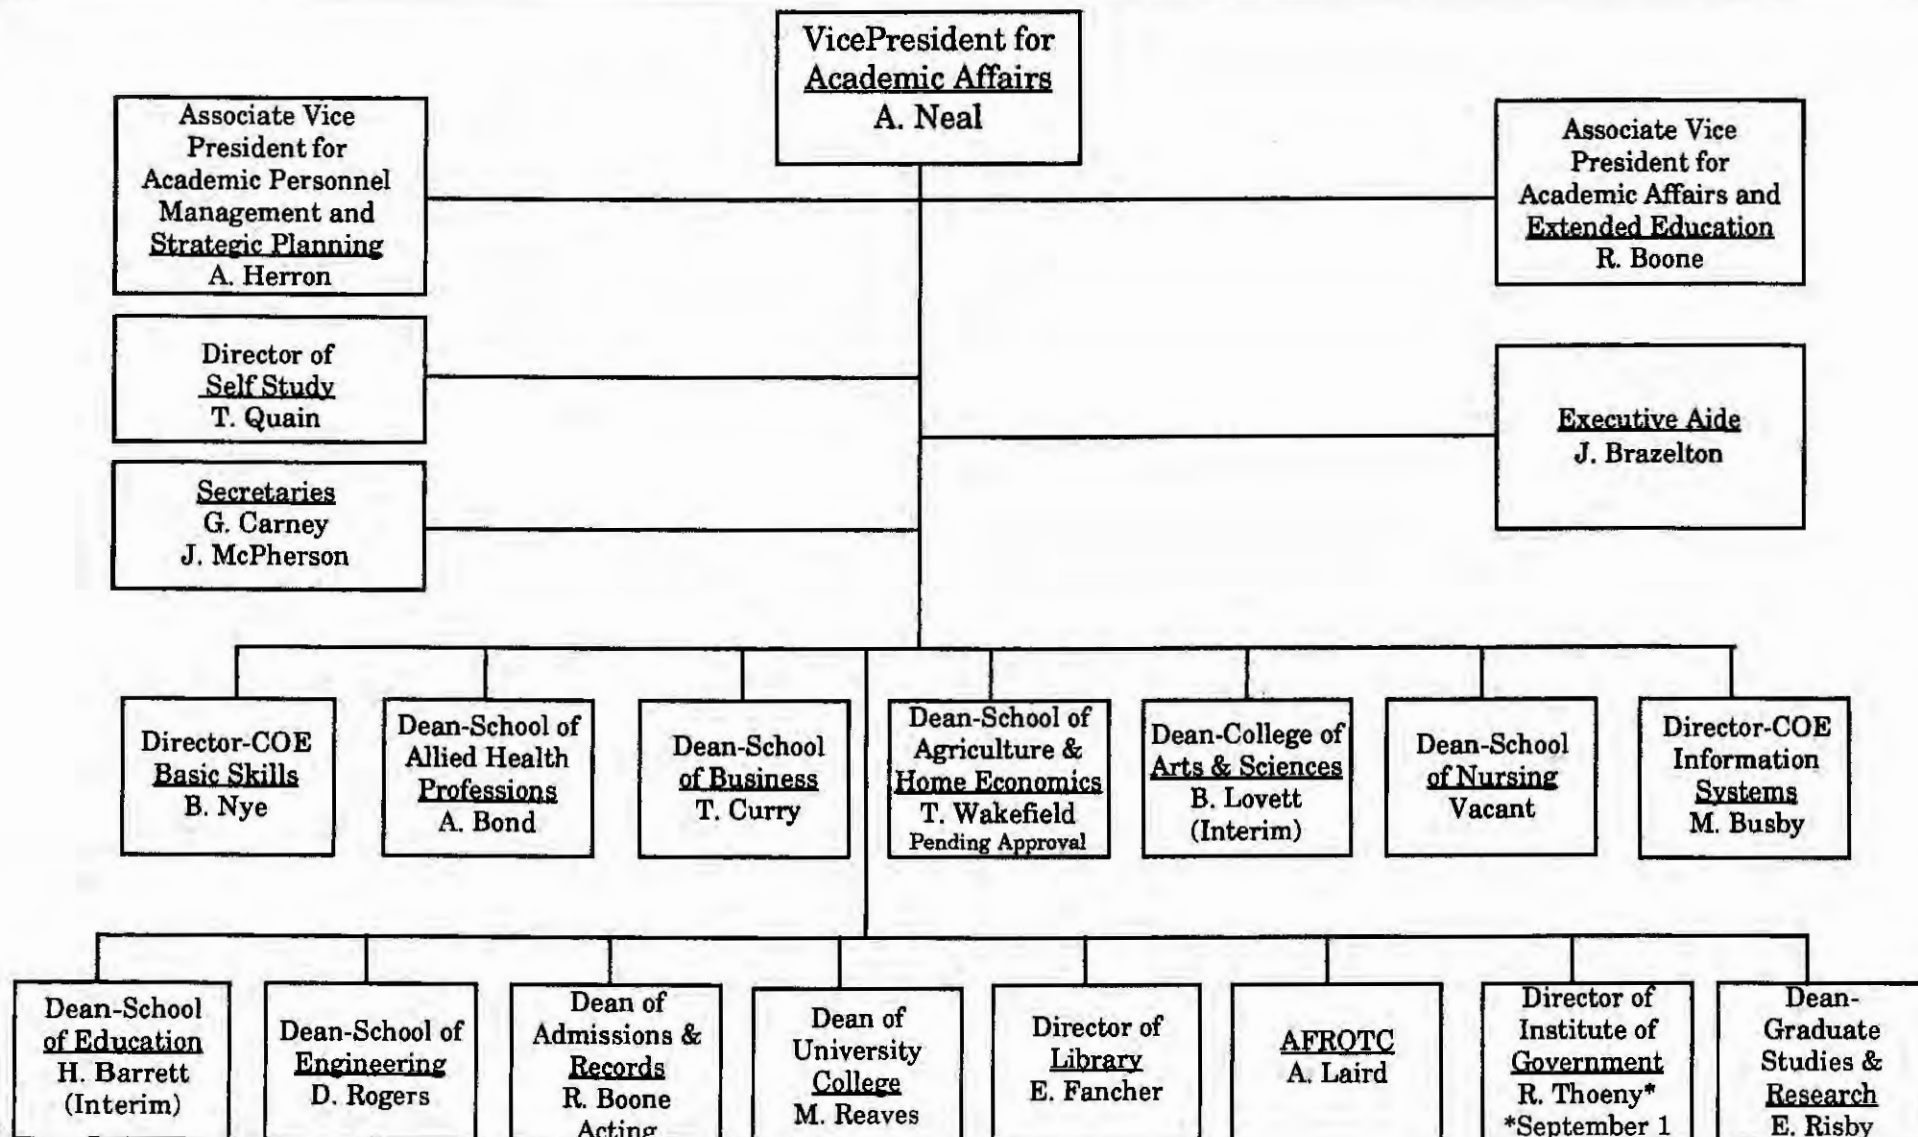 VicePresident for
Academic Affairs
A. Neal
Associate Vice
President for
Academic Personnel
Management and
Strategic Planning
A. Herron
Associate Vice
President for
Academic Affairs and
Extended Education
R. Boone
Director of
Self Study
T. Quain
Executive Aide
J. Brazelton
Secretaries
G. Carney
J. McPherson
Director-COE
Basic Skills
B. Nye
Dean-School of
Allied Health
Professions
A. Bond
Dean-School
of Business
T. Curry
Dean-School of
Agriculture &
Home Economics
T. Wakefield
Pending Approval
Dean-College of
Arts & Sciences
B. Lovett
(Interim)
Dean-School
of Nursing
Vacant
Director-COE
Information
Systems
M. Busby
Dean-School
of Education
H. Barrett
(Interim)
Dean-School of
Engineering
D. Rogers
Dean of
Admissions &
Records
R. Boone
Acting
Dean of
University
College
M. Reaves
Director of
Library
E. Fancher
AFROTC
A. Laird
Director of
Institute of
Government
R. Thoeny*
*September 1
Dean-
Graduate
Studies &
Research
E. Risby